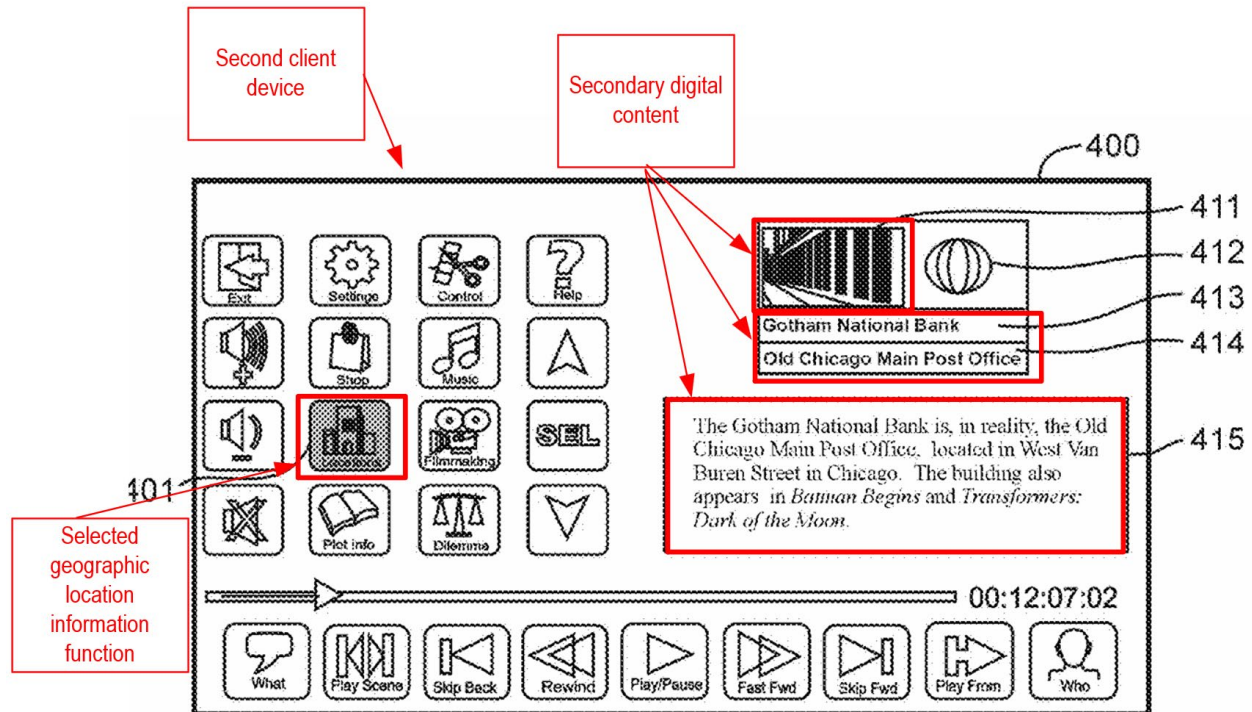 Second client
device
Secondary digital
content
400
411
412
413
414
415
Exit
Settings
Control
Help
Gotham National Bank
Old Chicago Main Post Office
Shop
Music
Locations
Filmmaking
SEL
401
The Gotham National Bank is, in reality, the Old
Chicago Main Post Office, located in West Van
Buren Street in Chicago. The building also
appears in Batman Begins and Transformers:
Dark of the Moon.
Plot Info
Dilemma
Selected
geographic
location
information
function
00:12:07:02
What
Play Scene
Skip Back
Rewind
Play/Pause
Fast Fwd
Skip Fwd
Play From
Who